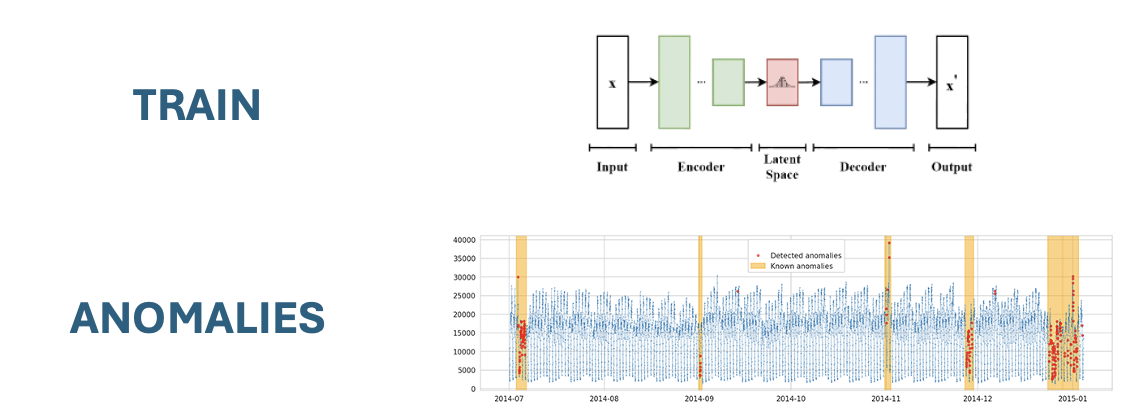 TRAIN
x
...
...
x'
Input
Encoder
Latent
Space
Decoder
Output
ANOMALIES
40000
35000
30000
25000
20000
15000
10000
5000
0
Detected anomalies
Known anomalies
2014-07
2014-08
2014-09
2014-10
2014-11
2014-12
2015-01